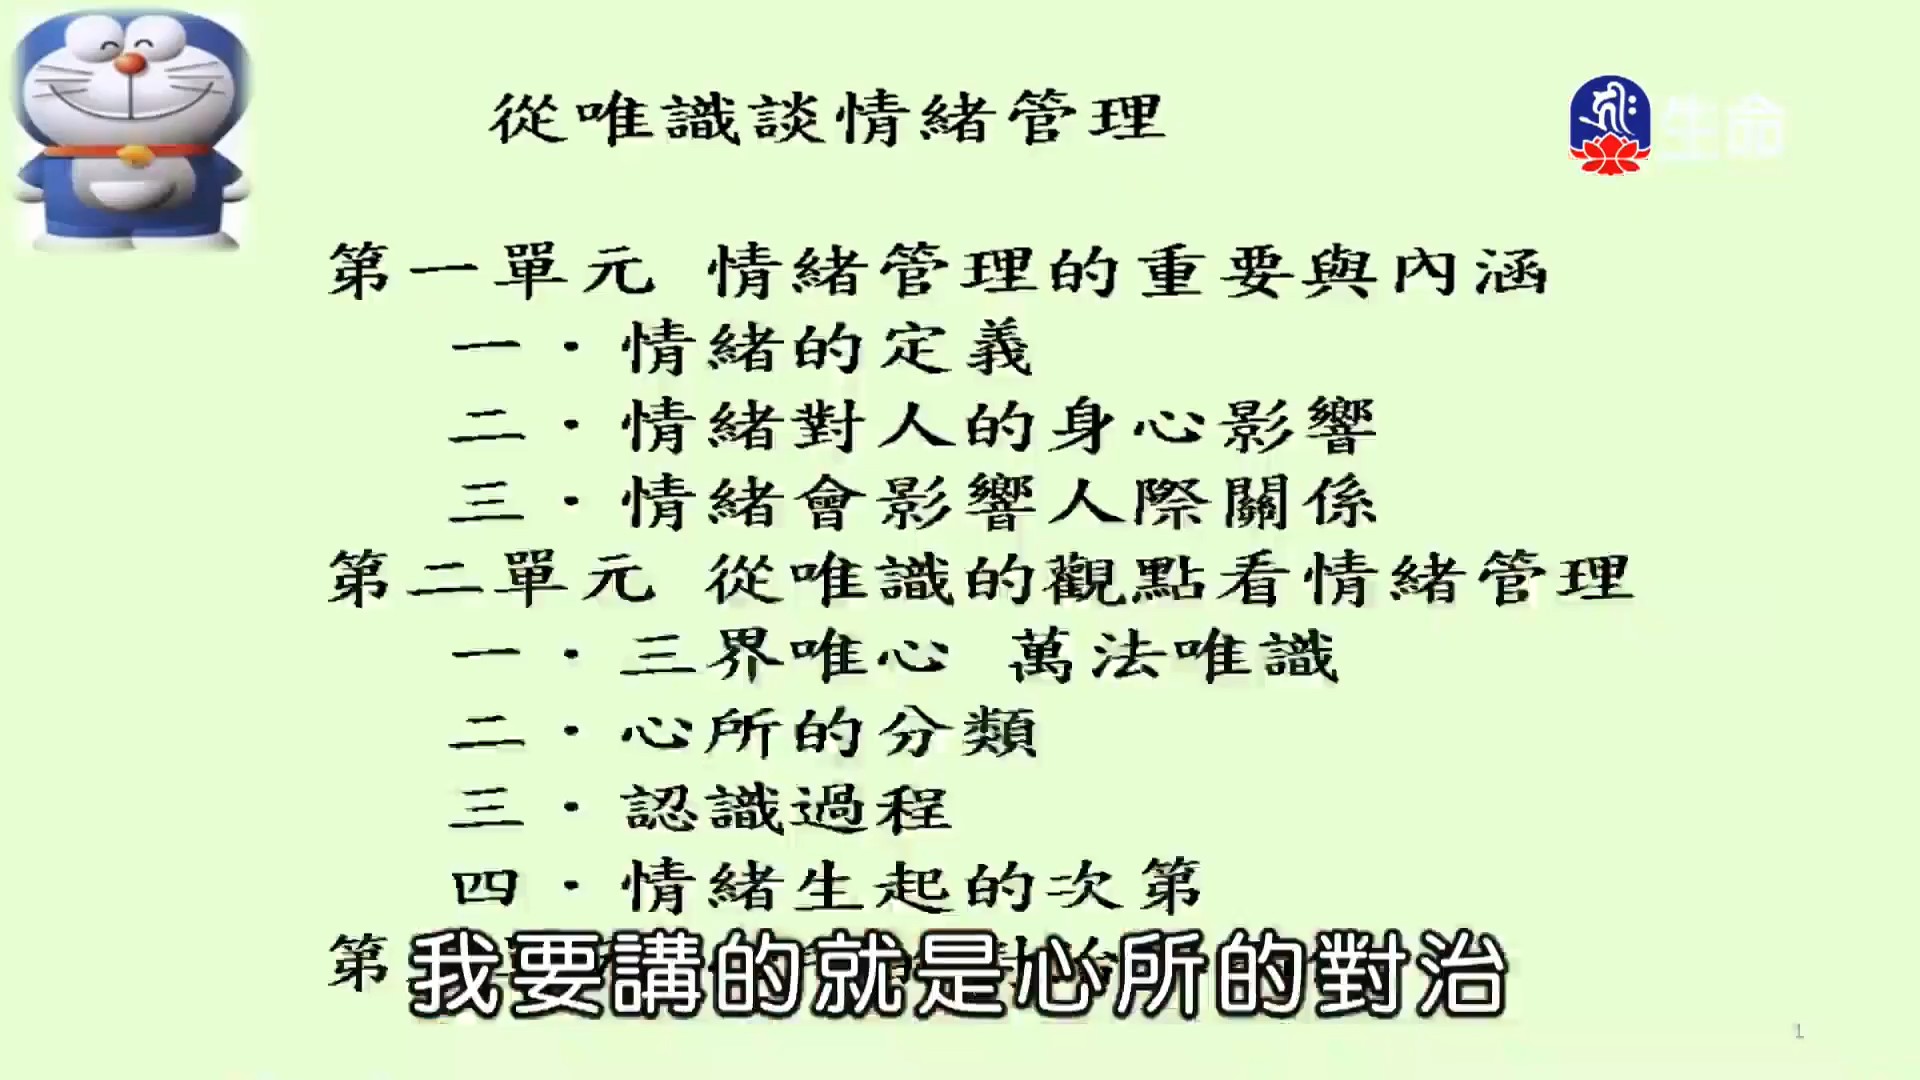 從唯識談情緒管理
生命
第一單元 情緒管理的重要與內涵
一．情緒的定義
二．情緒對人的身心影響
三．情緒會影響人際關係
第二單元 從唯識的觀點看情緒管理
一．三界唯心 萬法唯識
二．心所的分類
三．認識過程
四．情緒生起的次第
第
我要講的就是心所的對治
1